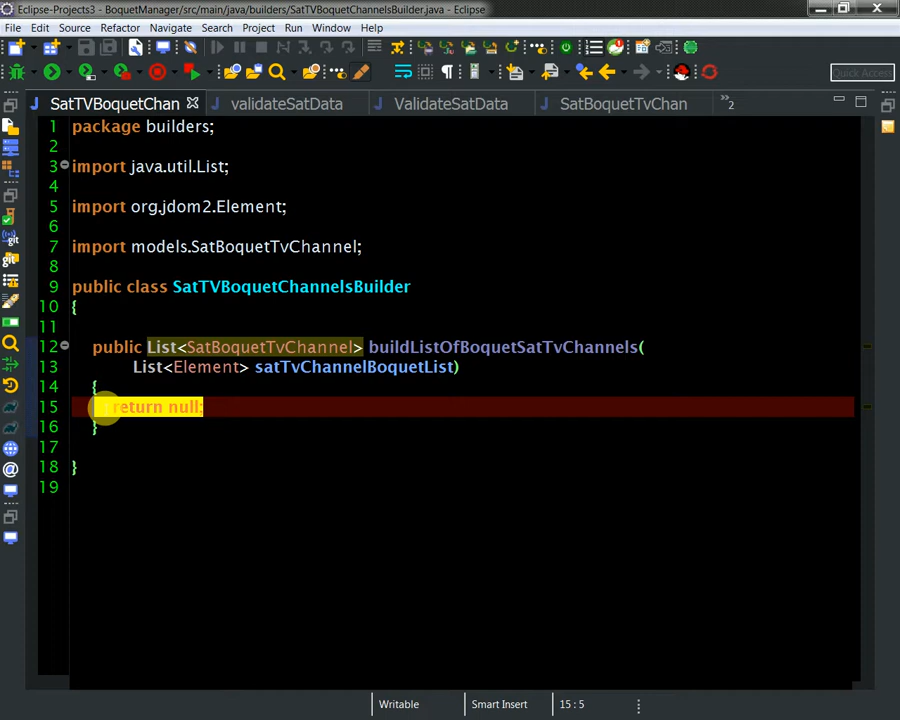 Eclipse-Projects3 - BoquetManager/src/main/java/builders/SatTVBoquetChannelsBuilder.java - Eclipse
File Edit Source Refactor Navigate Search Project Run Window Help
Quick Access
SatTVBoquetChan validateSatData ValidateSatData SatBoquetTvChan »2
1 package builders;
2
3 import java.util.List;
4
5 import org.jdom2.Element;
6
7 import models.SatBoquetTvChannel;
8
9 public class SatTVBoquetChannelsBuilder
10 {
11
12 public List<SatBoquetTvChannel> buildListOfBoquetSatTvChannels(
13 List<Element> satTvChannelBoquetList)
14 {
15 return null;
16 }
17
18 }
19
Writable Smart Insert 15 : 5